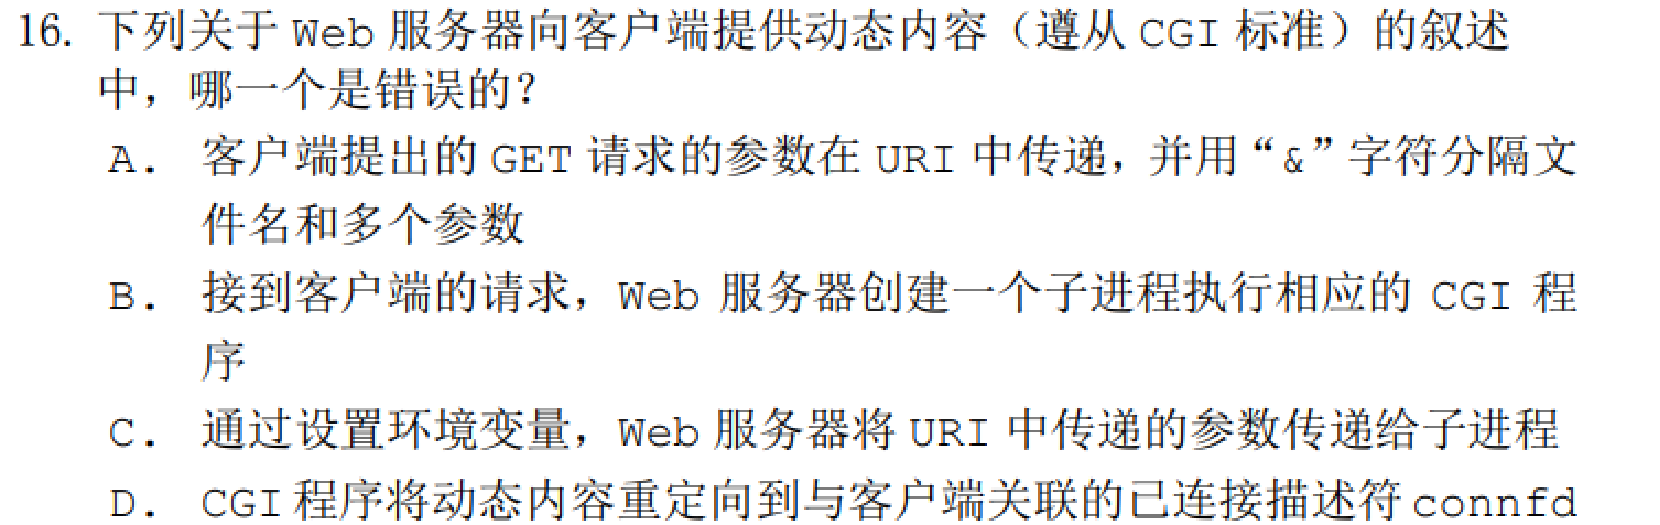 16. 下列关于 Web 服务器向客户端提供动态内容（遵从 CGI 标准）的叙述
中，哪一个是错误的？
A. 客户端提出的 GET 请求的参数在 URI 中传递，并用“&”字符分隔文
件名和多个参数
B. 接到客户端的请求，Web 服务器创建一个子进程执行相应的 CGI 程
序
C. 通过设置环境变量，Web 服务器将 URI 中传递的参数传递给子进程
D. CGI 程序将动态内容重定向到与客户端关联的已连接描述符 connfd